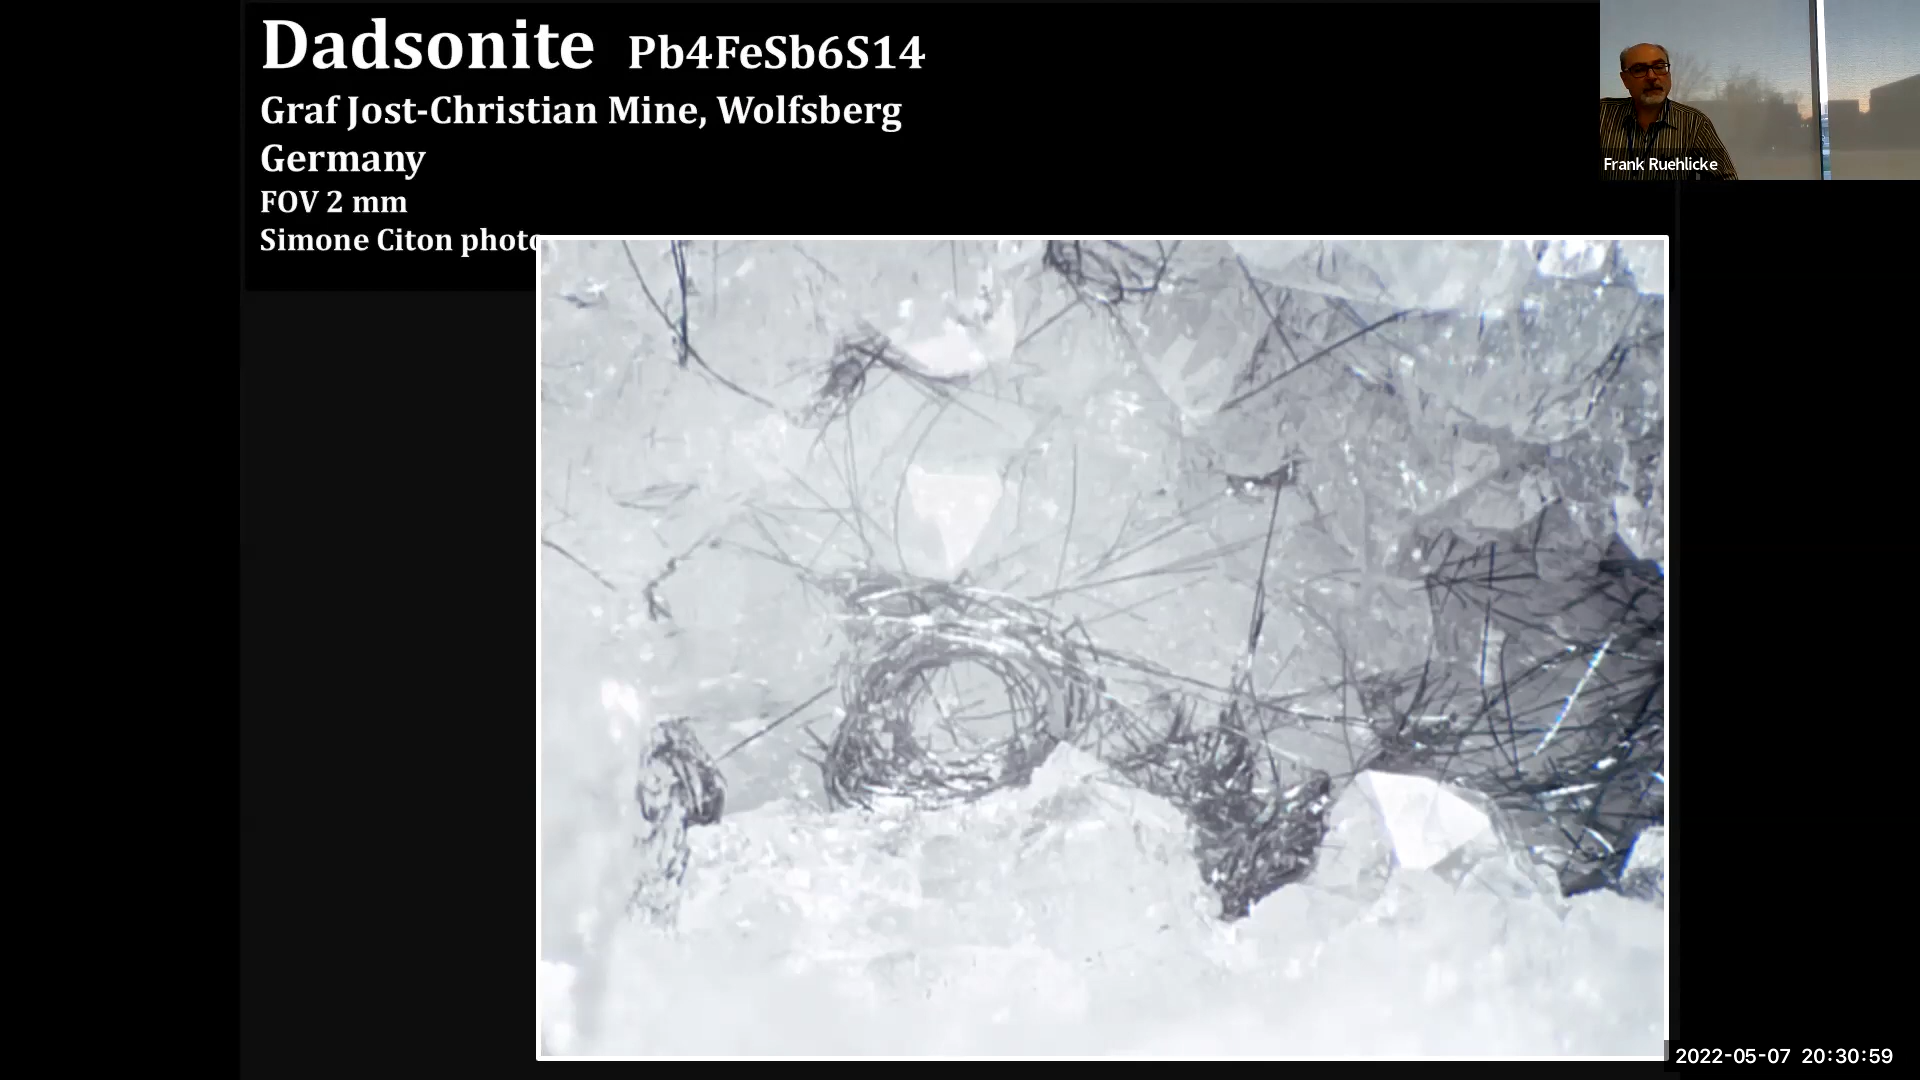 Dadsonite Pb4FeSb6S14
Graf Jost-Christian Mine, Wolfsberg
Germany
FOV 2 mm
Simone Citon photo
Frank Ruehlicke
2022-05-07 20:30:59